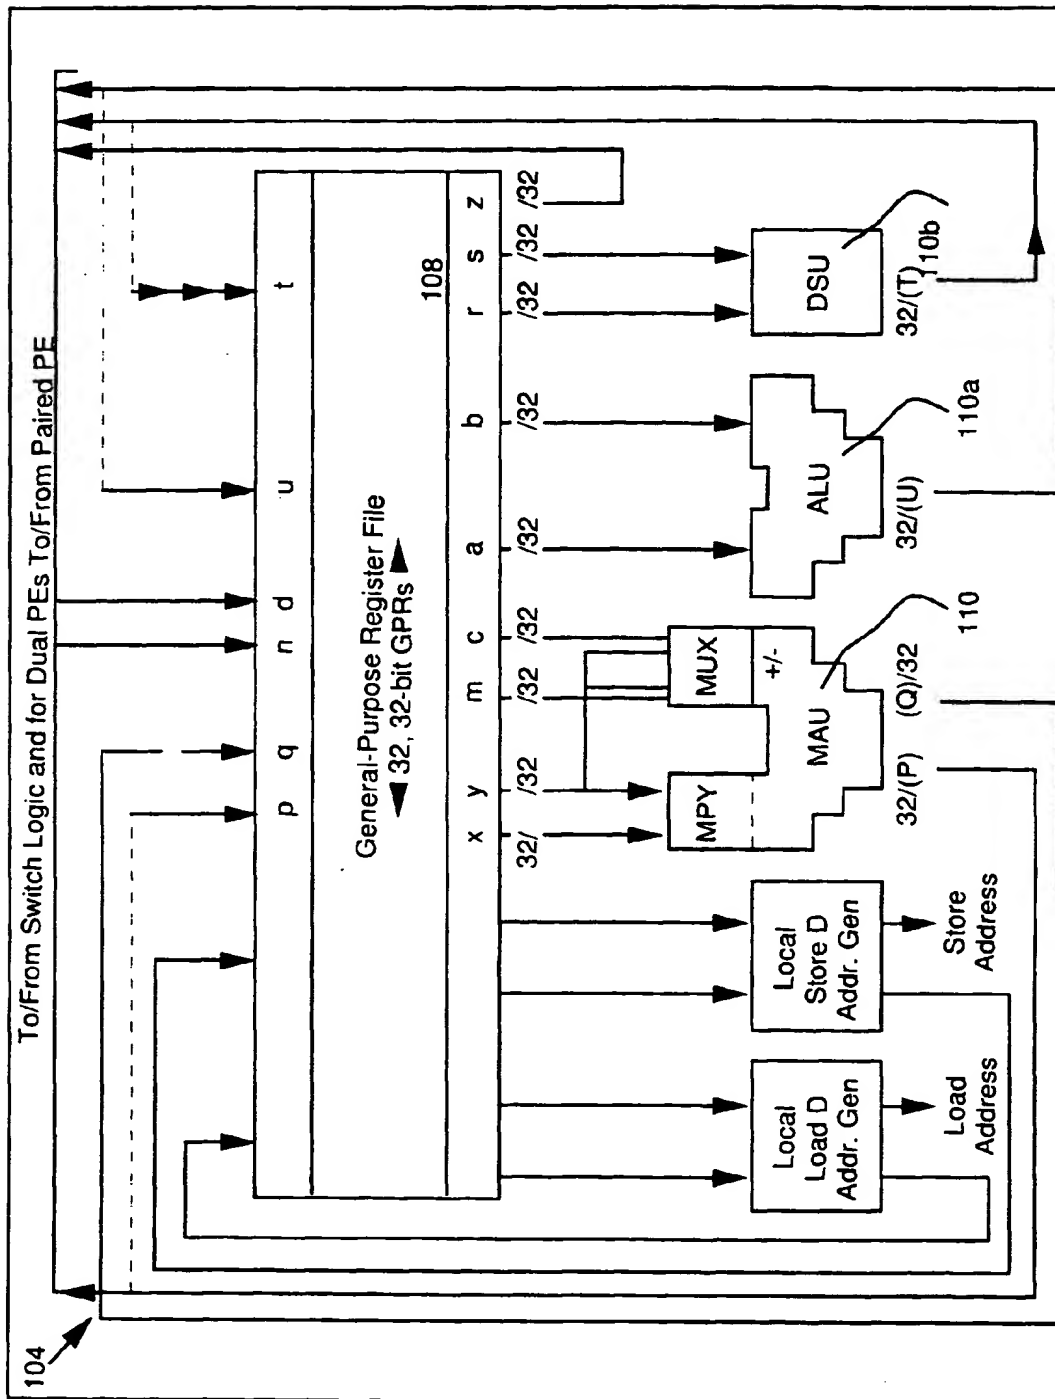 104
To/From Switch Logic and for Dual PEs To/From Paired PE
p
q
n
d
u
t
General-Purpose Register File
32, 32-bit GPRs
108
x
y
m
c
a
b
r
s
z
32/
/32
/32
/32
/32
/32
/32
/32
/32
Local
Load D
Addr. Gen
Local
Store D
Addr. Gen
MPY
MUX
+/-
MAU
ALU
DSU
Load
Address
Store
Address
32/(P)
(Q)/32
110
32/(U)
110a
32/(T)
110b